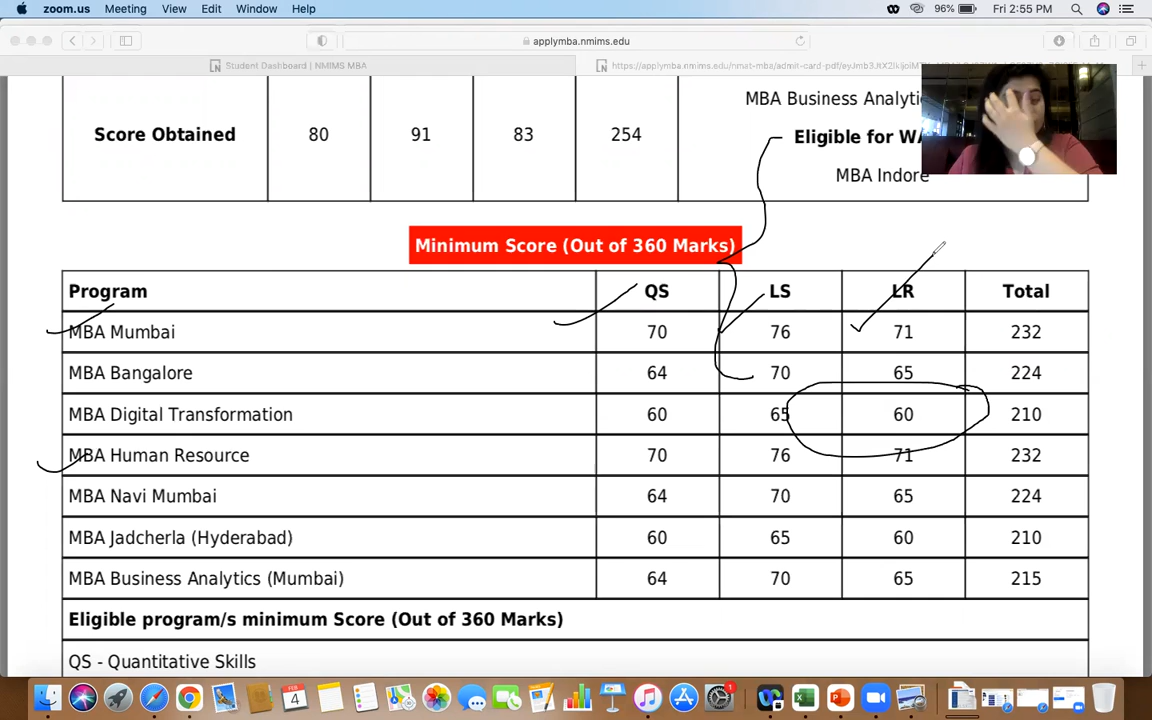 zoom.us Meeting View Edit Window Help 96% Fri 2:55 PM
applymba.nmims.edu
Student Dashboard | NMIMS MBA
MBA Business Analytic
Score Obtained 80 91 83 254
Eligible for WA
MBA Indore
Minimum Score (Out of 360 Marks)
Program QS LS LR Total
MBA Mumbai 70 76 71 232
MBA Bangalore 64 70 65 224
MBA Digital Transformation 60 65 60 210
MBA Human Resource 70 76 71 232
MBA Navi Mumbai 64 70 65 224
MBA Jadcherla (Hyderabad) 60 65 60 210
MBA Business Analytics (Mumbai) 64 70 65 215
Eligible program/s minimum Score (Out of 360 Marks)
QS - Quantitative Skills
FEB
4
1